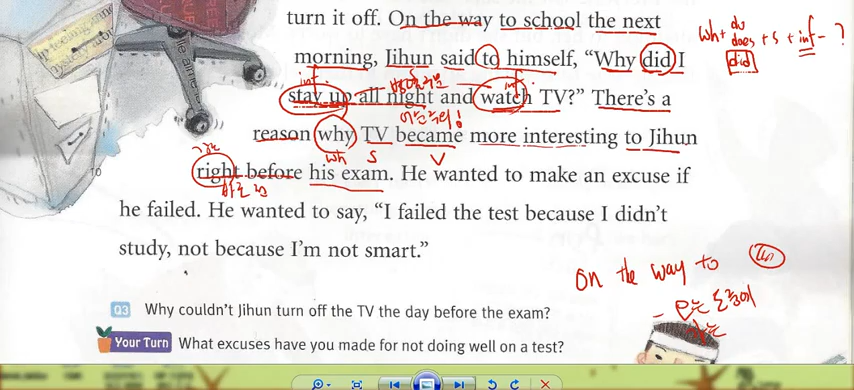 turn it off. On the way to school the next
morning, Jihun said to himself, “Why did I
stay up all night and watch TV?” There’s a
reason why TV became more interesting to Jihun
right before his exam. He wanted to make an excuse if
he failed. He wanted to say, “I failed the test because I didn’t
study, not because I’m not smart.”
Q3 Why couldn’t Jihun turn off the TV the day before the exam?
Your Turn What excuses have you made for not doing well on a test?
Wh+ do does did + S + inf - ?
inf
inf
wh S V
바로 전
on the way to